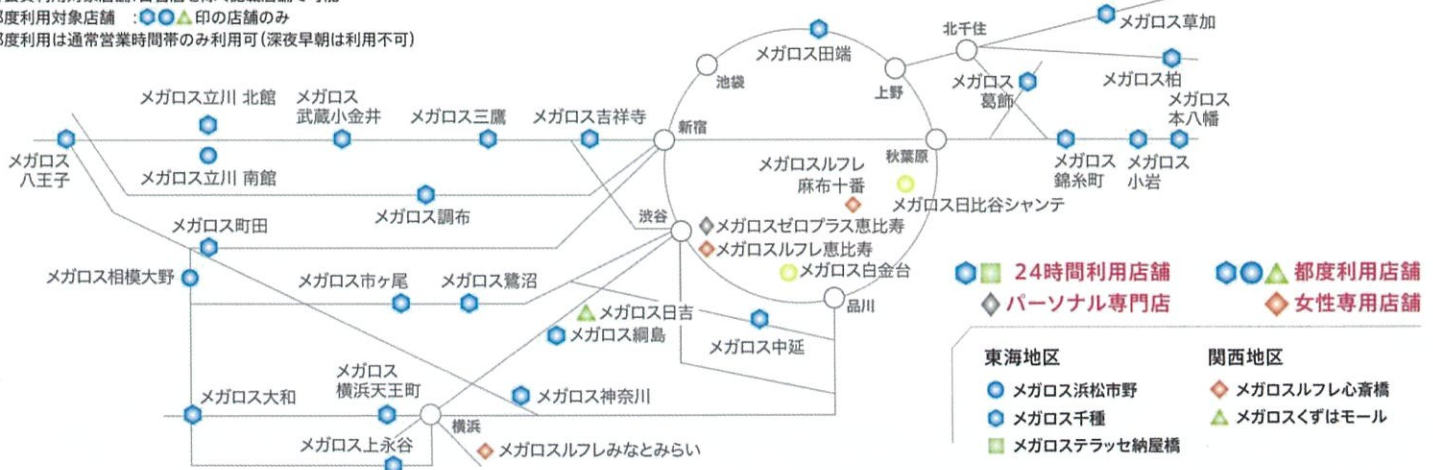 都度利用対象店舗 : 印の店舗のみ
都度利用は通常営業時間帯のみ利用可(深夜早朝は利用不可)
メガロス草加
北千住
メガロス田端
メガロス柏
メガロス
葛飾
池袋
上野
メガロス
本八幡
メガロス立川 北館
メガロス
武蔵小金井
メガロス三鷹
メガロス吉祥寺
新宿
秋葉原
メガロス
八王子
メガロス立川 南館
メガロス
錦糸町
メガロス
小岩
メガロスルフレ
麻布十番
メガロス日比谷シャンテ
メガロス調布
渋谷
メガロスゼロプラス恵比寿
メガロスルフレ恵比寿
メガロス町田
メガロス白金台
メガロス相模大野
メガロス市ヶ尾
メガロス鷺沼
品川
メガロス日吉
メガロス綱島
メガロス中延
メガロス
横浜天王町
メガロス大和
メガロス神奈川
横浜
メガロス上永谷
メガロスルフレみなとみらい
24時間利用店舗
都度利用店舗
パーソナル専門店
女性専用店舗
東海地区
メガロス浜松市野
メガロス千種
メガロステラッセ納屋橋
関西地区
メガロスルフレ心斎橋
メガロスくずはモール